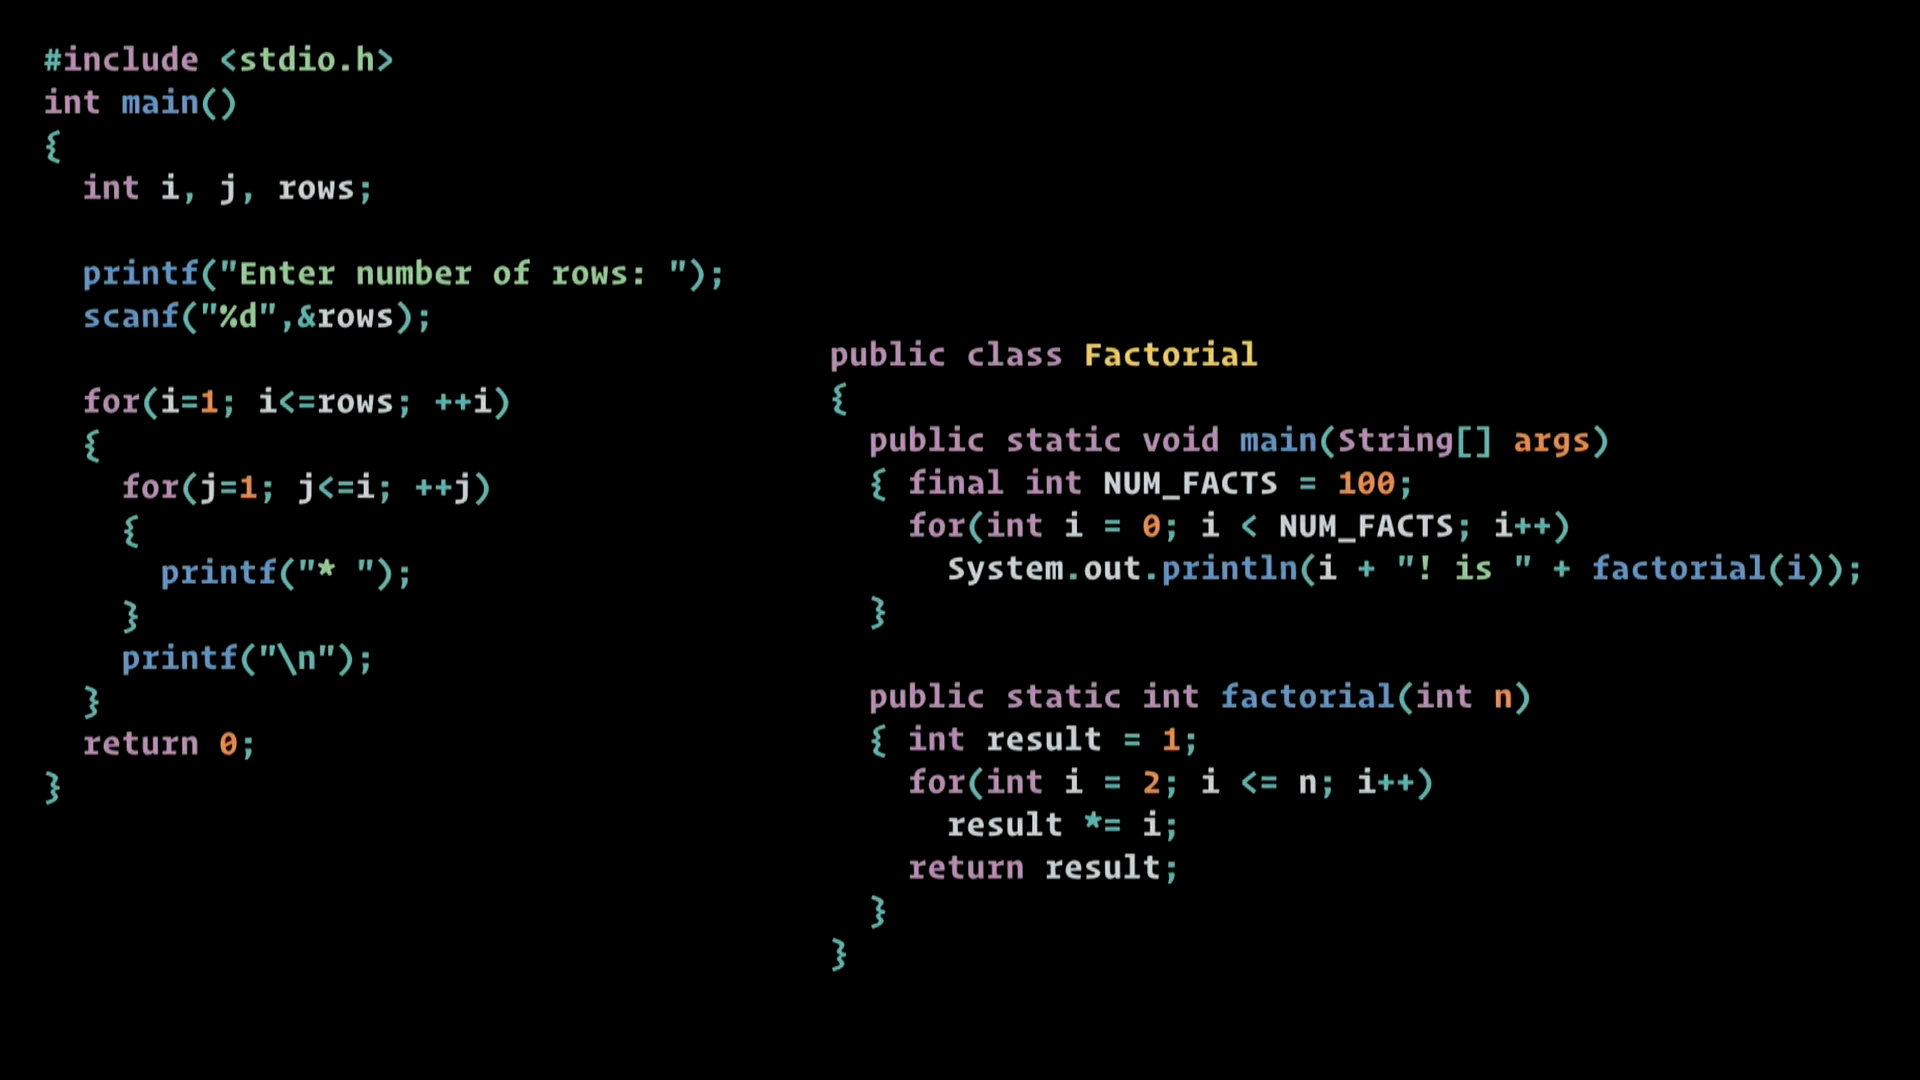 #include <stdio.h>
int main()
{
  int i, j, rows;
  printf("Enter number of rows: ");
  scanf("%d",&rows);
  for(i=1; i<=rows; ++i)
  {
    for(j=1; j<=i; ++j)
    {
      printf("* ");
    }
    printf("\n");
  }
  return 0;
}
public class Factorial
{
  public static void main(String[] args)
  { final int NUM_FACTS = 100;
    for(int i = 0; i < NUM_FACTS; i++)
      System.out.println(i + "! is " + factorial(i));
  }
  public static int factorial(int n)
  { int result = 1;
    for(int i = 2; i <= n; i++)
      result *= i;
    return result;
  }
}